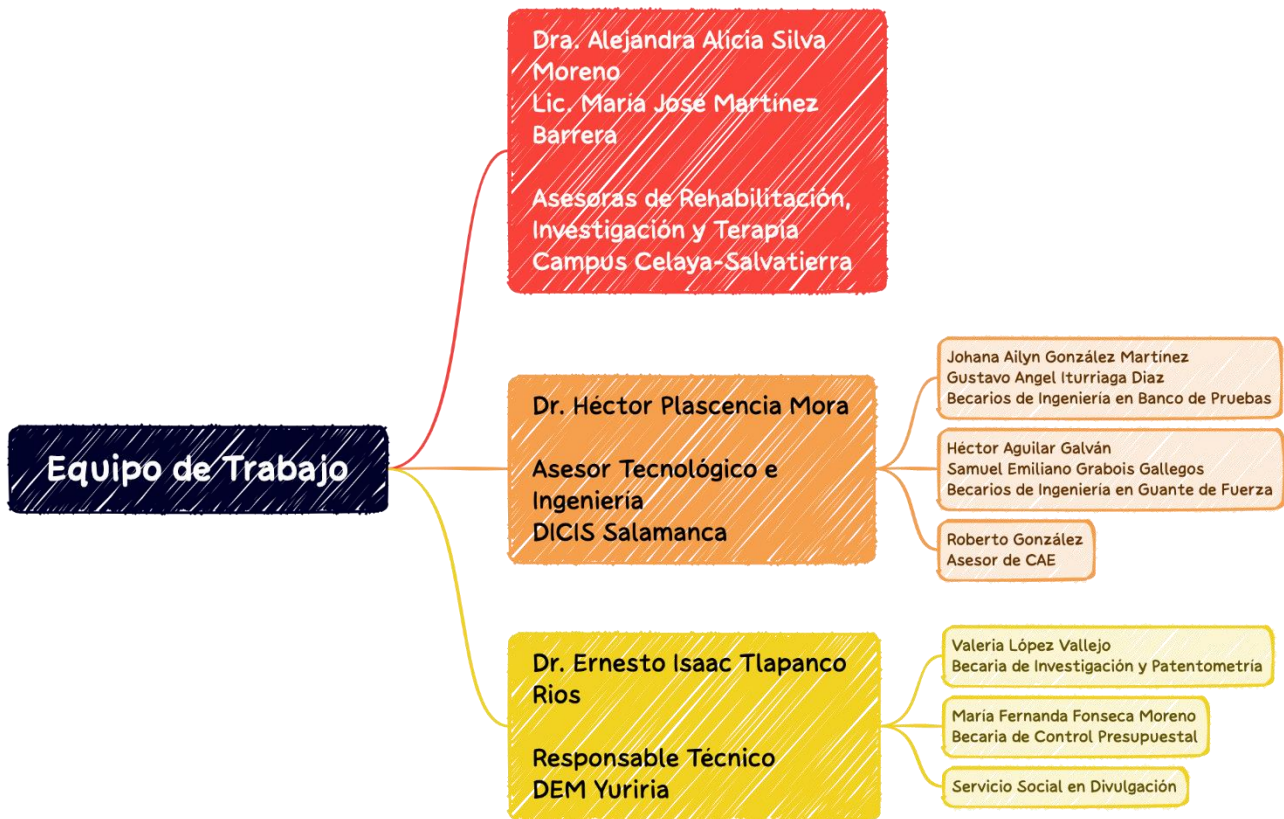 Equipo de Trabajo
Dra. Alejandra Alicia Silva
Moreno
Lic. María José Martínez
Barrera
Asesoras de Rehabilitación,
Investigación y Terapia
Campus Celaya-Salvatierra
Dr. Héctor Plascencia Mora
Asesor Tecnológico e
Ingeniería
DICIS Salamanca
Johana Ailyn González Martínez
Gustavo Angel Iturriaga Diaz
Becarios de Ingeniería en Banco de Pruebas
Héctor Aguilar Galván
Samuel Emiliano Grabois Gallegos
Becarios de Ingeniería en Guante de Fuerza
Roberto González
Asesor de CAE
Dr. Ernesto Isaac Tlapanco
Rios
Responsable Técnico
DEM Yuriria
Valeria López Vallejo
Becaria de Investigación y Patentometría
María Fernanda Fonseca Moreno
Becaria de Control Presupuestal
Servicio Social en Divulgación